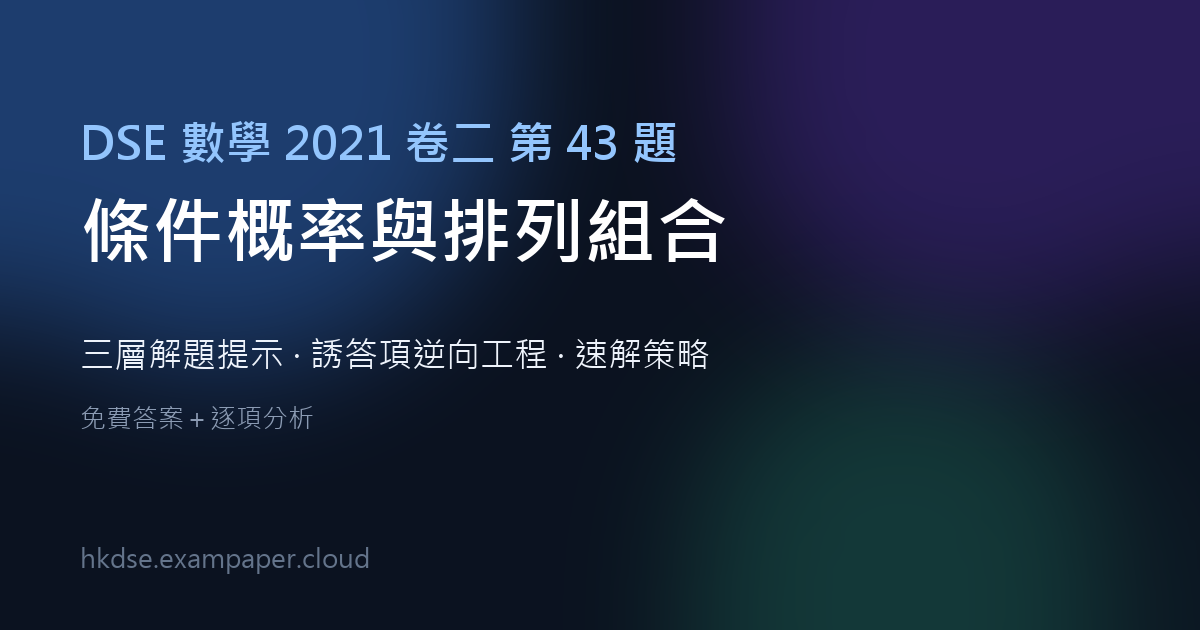 DSE 數學 2021 卷二 第 43 題
條件概率與排列組合
三層解題提示 · 誘答項逆向工程 · 速解策略
免費答案 + 逐項分析
hkdse.exampaper.cloud